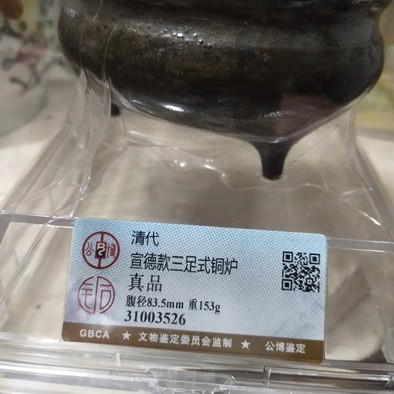 清代
宣德款三足式铜炉
真品
腹径83.5mm 重153g
31003526
GBCA ★ 文物鉴定委员会监制 ★ 公博鉴定